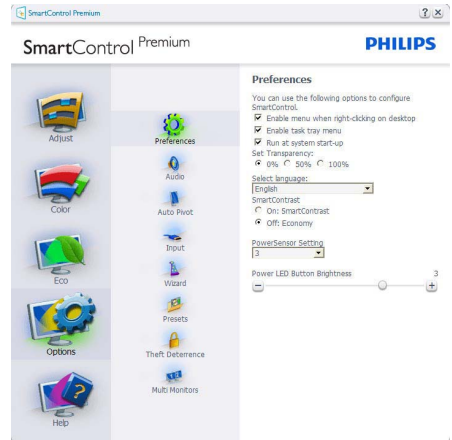 SmartControl Premium
? X
SmartControl Premium
PHILIPS
Adjust
Color
Eco
Options
Help
Preferences
Audio
Auto Pivot
Input
Wizard
Presets
Theft Deterrence
Multi Monitors
Preferences
You can use the following options to configure
SmartControl.
Enable menu when right-clicking on desktop
Enable task tray menu
Run at system start-up
Set Transparency:
0% 50% 100%
Select language:
English
SmartContrast
On: SmartContrast
Off: Economy
PowerSensor Setting
3
Power LED Button Brightness 3